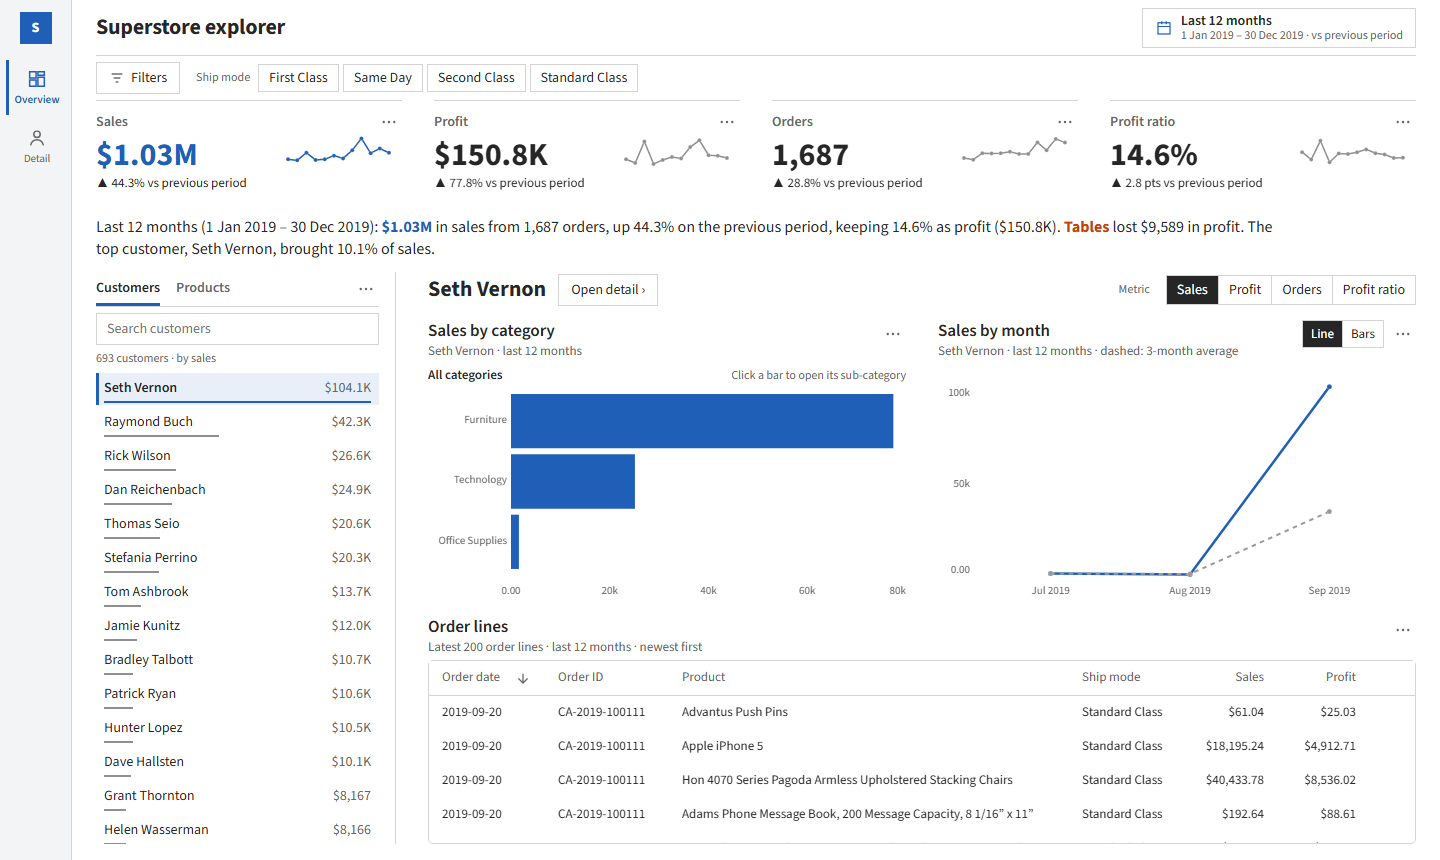 S
Overview
Detail
Superstore explorer
Last 12 months
1 Jan 2019 – 30 Dec 2019 · vs previous period
Filters
Ship mode
First Class
Same Day
Second Class
Standard Class
Sales
$1.03M
▲ 44.3% vs previous period
Profit
$150.8K
▲ 77.8% vs previous period
Orders
1,687
▲ 28.8% vs previous period
Profit ratio
14.6%
▲ 2.8 pts vs previous period
Last 12 months (1 Jan 2019 – 30 Dec 2019): $1.03M in sales from 1,687 orders, up 44.3% on the previous period, keeping 14.6% as profit ($150.8K). Tables lost $9,589 in profit. The
top customer, Seth Vernon, brought 10.1% of sales.
Customers Products
Search customers
693 customers · by sales
Seth Vernon $104.1K
Raymond Buch $42.3K
Rick Wilson $26.6K
Dan Reichenbach $24.9K
Thomas Seio $20.6K
Stefania Perrino $20.3K
Tom Ashbrook $13.7K
Jamie Kunitz $12.0K
Bradley Talbott $10.7K
Patrick Ryan $10.6K
Hunter Lopez $10.5K
Dave Hallsten $10.1K
Grant Thornton $8,167
Helen Wasserman $8,166
Seth Vernon
Open detail ›
Metric
Sales
Profit
Orders
Profit ratio
Sales by category
Seth Vernon · last 12 months
All categories
Click a bar to open its sub-category
Furniture
Technology
Office Supplies
0.00 20k 40k 60k 80k
Sales by month
Seth Vernon · last 12 months · dashed: 3-month average
Line
Bars
100k
50k
0.00
Jul 2019 Aug 2019 Sep 2019
Order lines
Latest 200 order lines · last 12 months · newest first
Order date Order ID Product Ship mode Sales Profit
2019-09-20 CA-2019-100111 Advantus Push Pins Standard Class $61.04 $25.03
2019-09-20 CA-2019-100111 Apple iPhone 5 Standard Class $18,195.24 $4,912.71
2019-09-20 CA-2019-100111 Hon 4070 Series Pagoda Armless Upholstered Stacking Chairs Standard Class $40,433.78 $8,536.02
2019-09-20 CA-2019-100111 Adams Phone Message Book, 200 Message Capacity, 8 1/16” x 11” Standard Class $192.64 $88.61